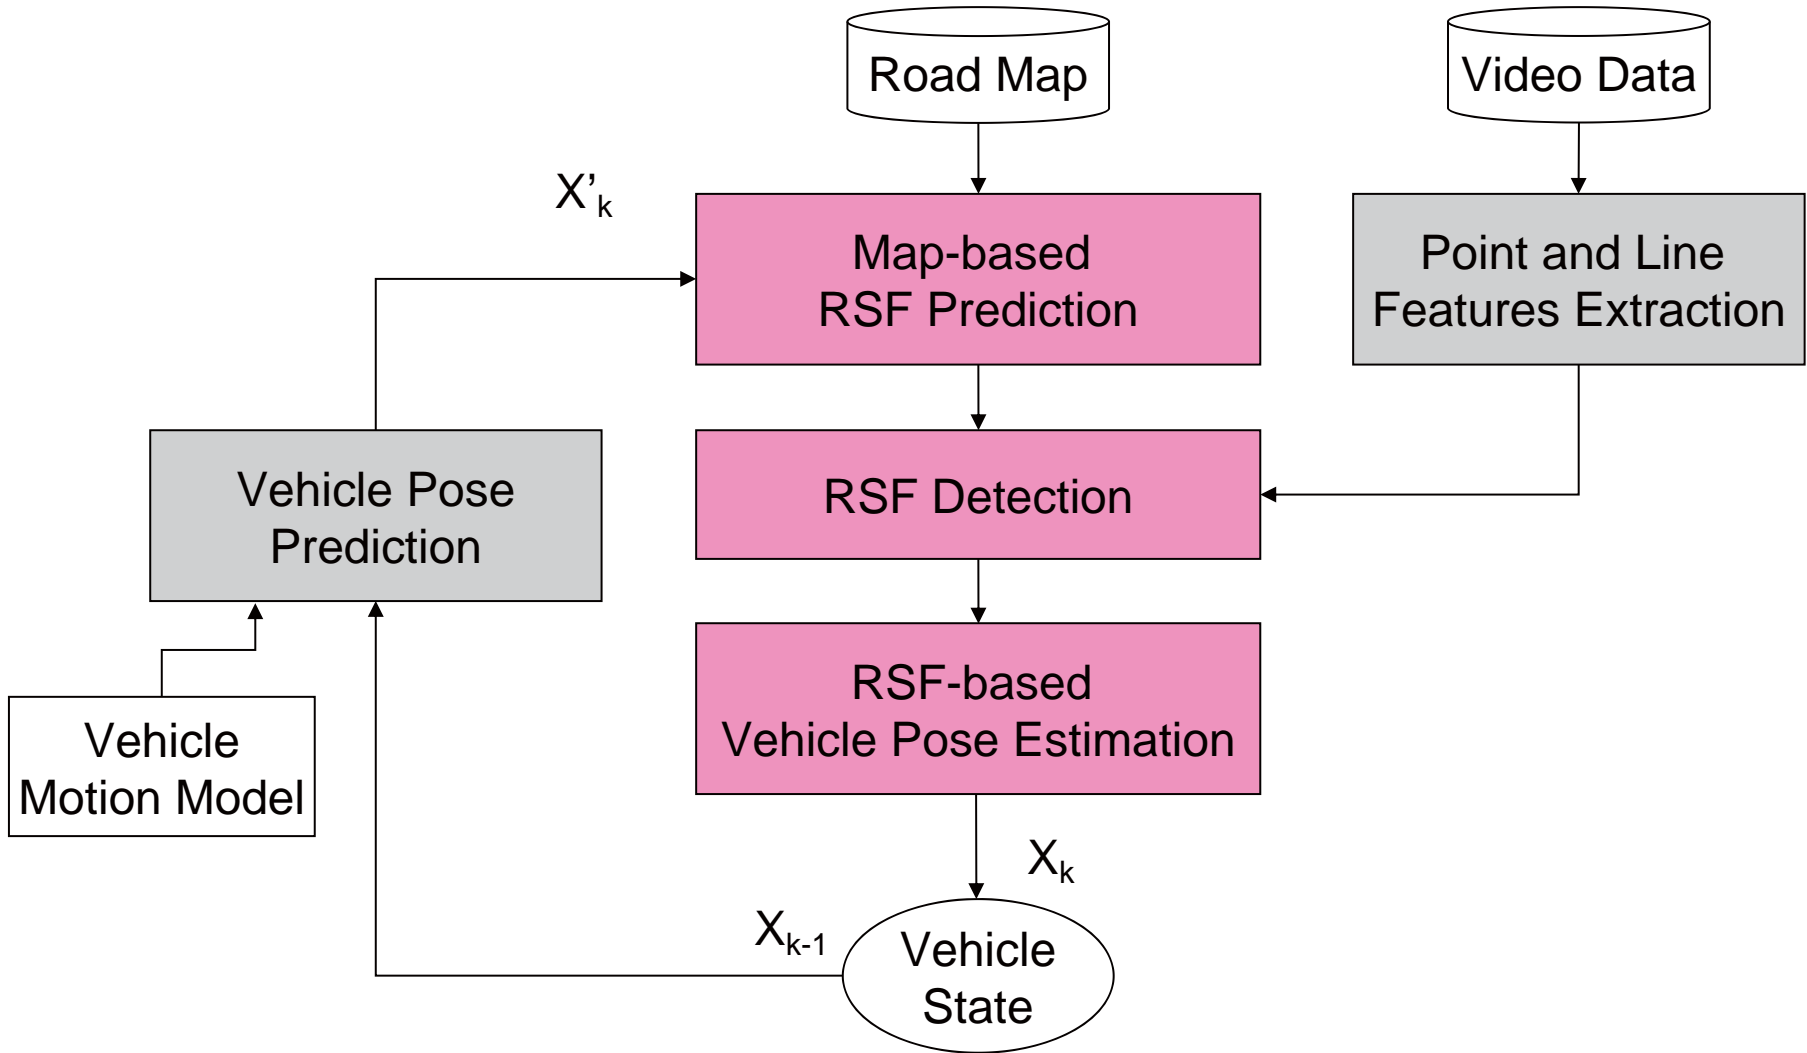 Road Map
Video Data
X’k
Map-based
RSF Prediction
Point and Line
Features Extraction
Vehicle Pose
Prediction
RSF Detection
RSF-based
Vehicle Pose Estimation
Vehicle
Motion Model
Xk
Xk-1
Vehicle
State